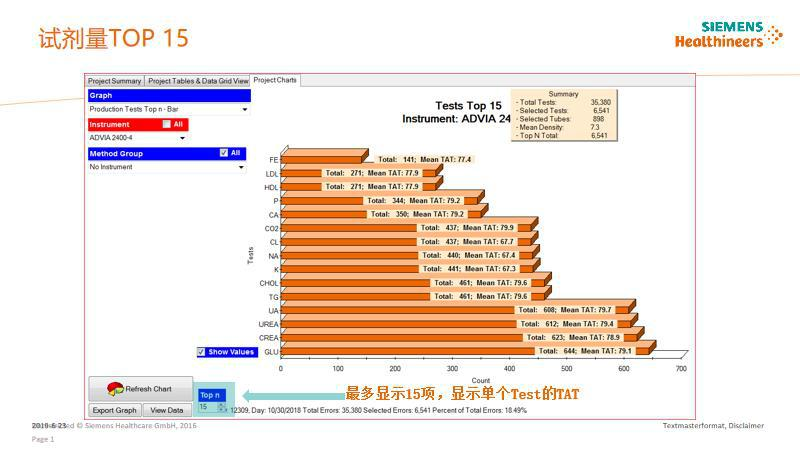 试剂量TOP 15
SIEMENS
Healthineers
Project Summary
Project Tables & Data Grid View
Project Charts
Graph
Production Tests Top n - Bar
Instrument
All
ADVIA 2400-4
Method Group
All
No Instrument
Tests Top 15
Instrument: ADVIA 24
Summary
- Total Tests: 35,380
- Selected Tests: 6,541
- Selected Tubes: 898
- Mean Density: 7.3
- Top N Total: 6,541
FE Total: 141; Mean TAT: 77.4
LDL Total: 271; Mean TAT: 77.9
HDL Total: 271; Mean TAT: 77.9
P Total: 344; Mean TAT: 79.2
CA Total: 350; Mean TAT: 79.2
CO2 Total: 437; Mean TAT: 79.9
CL Total: 437; Mean TAT: 67.7
NA Total: 440; Mean TAT: 67.4
K Total: 441; Mean TAT: 67.3
CHOL Total: 461; Mean TAT: 79.6
TG Total: 461; Mean TAT: 79.6
UA Total: 608; Mean TAT: 79.7
UREA Total: 612; Mean TAT: 79.4
CREA Total: 623; Mean TAT: 78.9
GLU Total: 644; Mean TAT: 79.1
Tests
0 100 200 300 400 500 600 700
Count
Show Values
Refresh Chart
Export Graph
View Data
Top n
15
最多显示15项，显示单个Test的TAT
12309, Day: 10/30/2018 Total Errors: 35,380 Selected Errors: 6,541 Percent of Total Errors: 18.49%
2019-6-23
© Siemens Healthcare GmbH, 2016
Textmasterformat, Disclaimer
Page 1